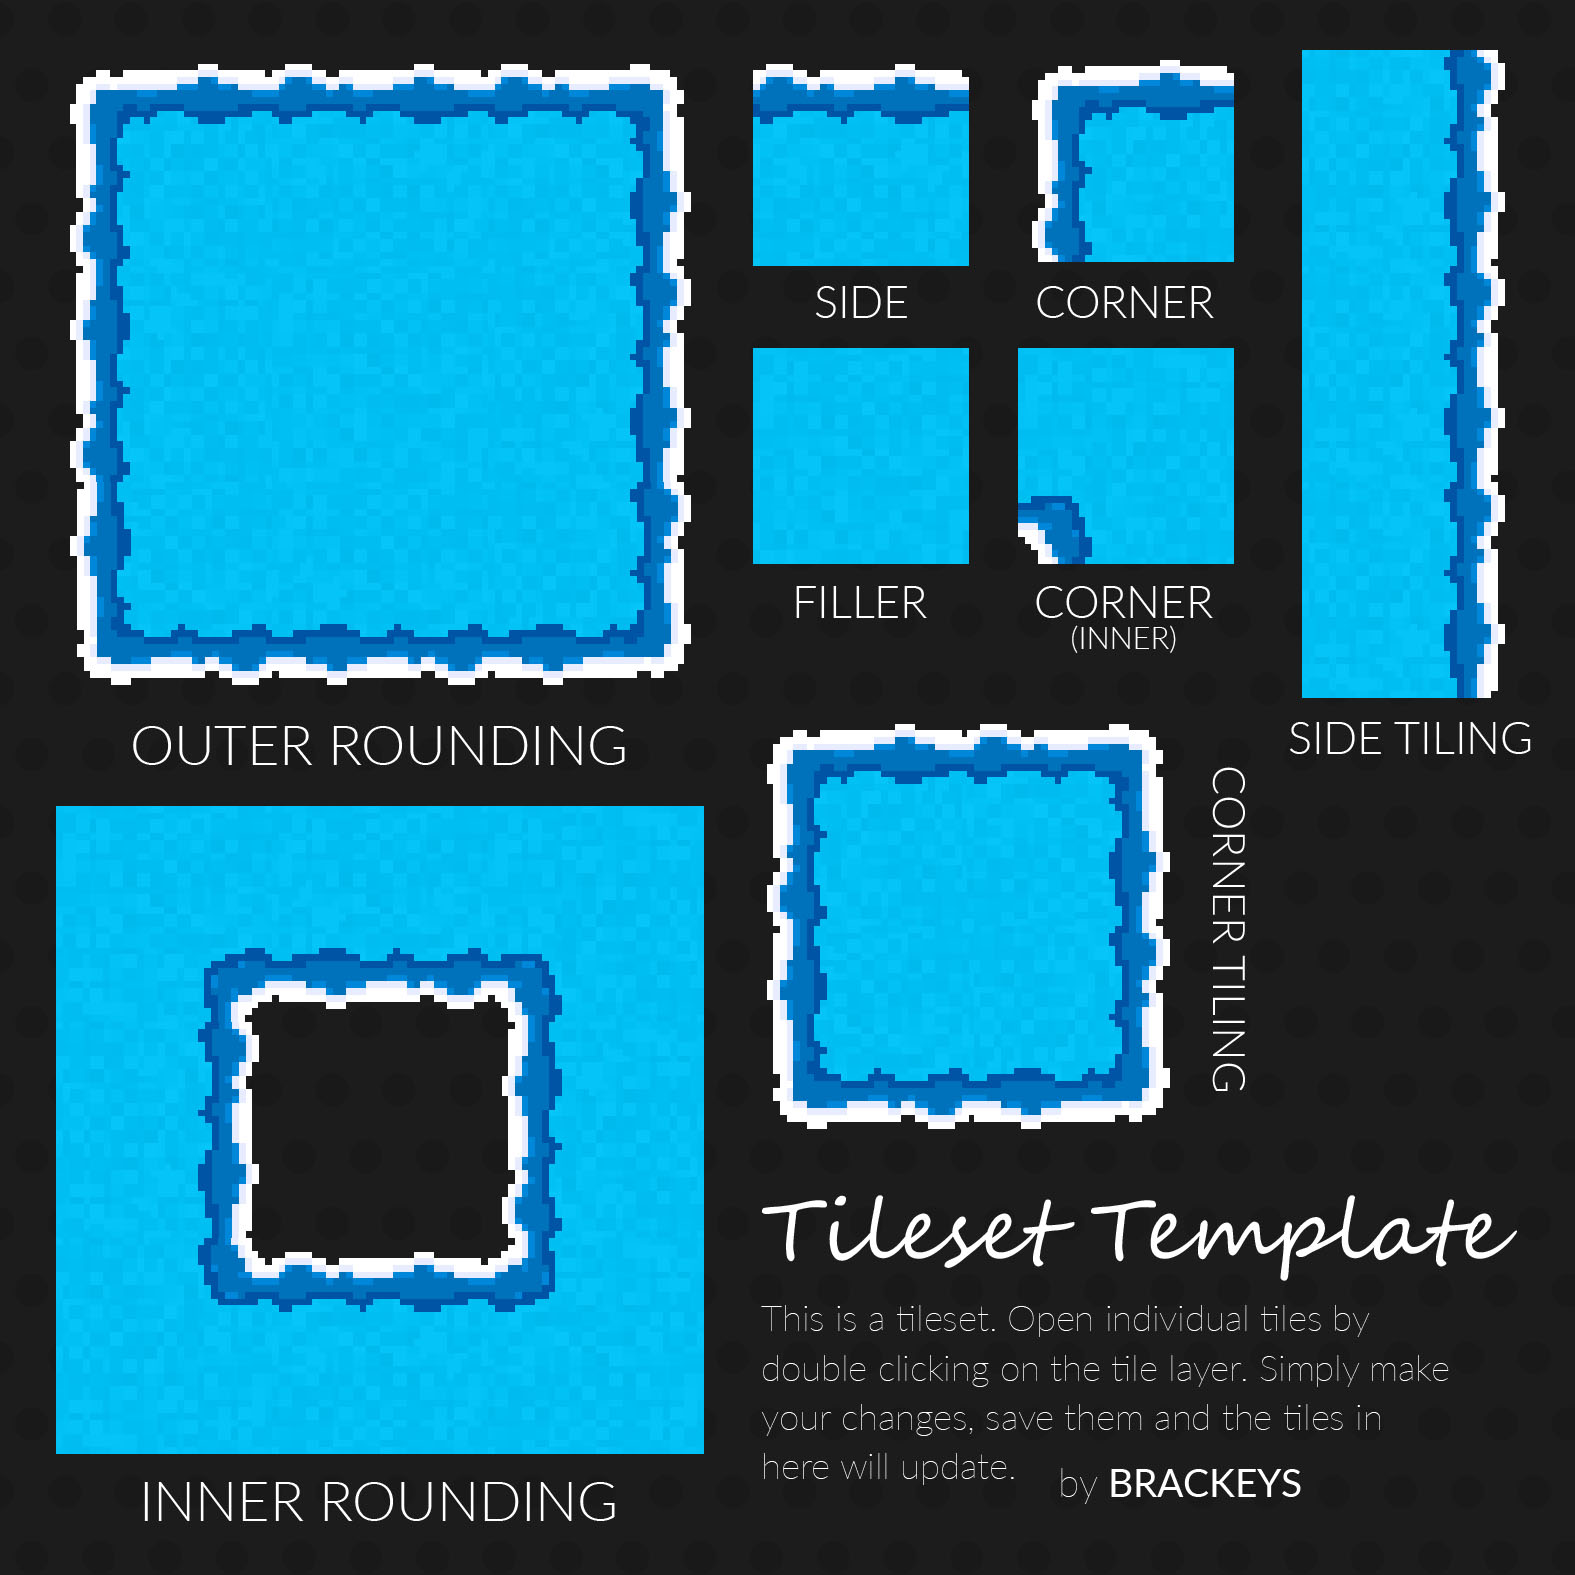 SIDE
CORNER
FILLER
CORNER
(INNER)
OUTER ROUNDING
SIDE TILING
CORNER TILING
INNER ROUNDING
Tileset Template
This is a tileset. Open individual tiles by
double clicking on the tile layer. Simply make
your changes, save them and the tiles in
here will update.
by BRACKEYS